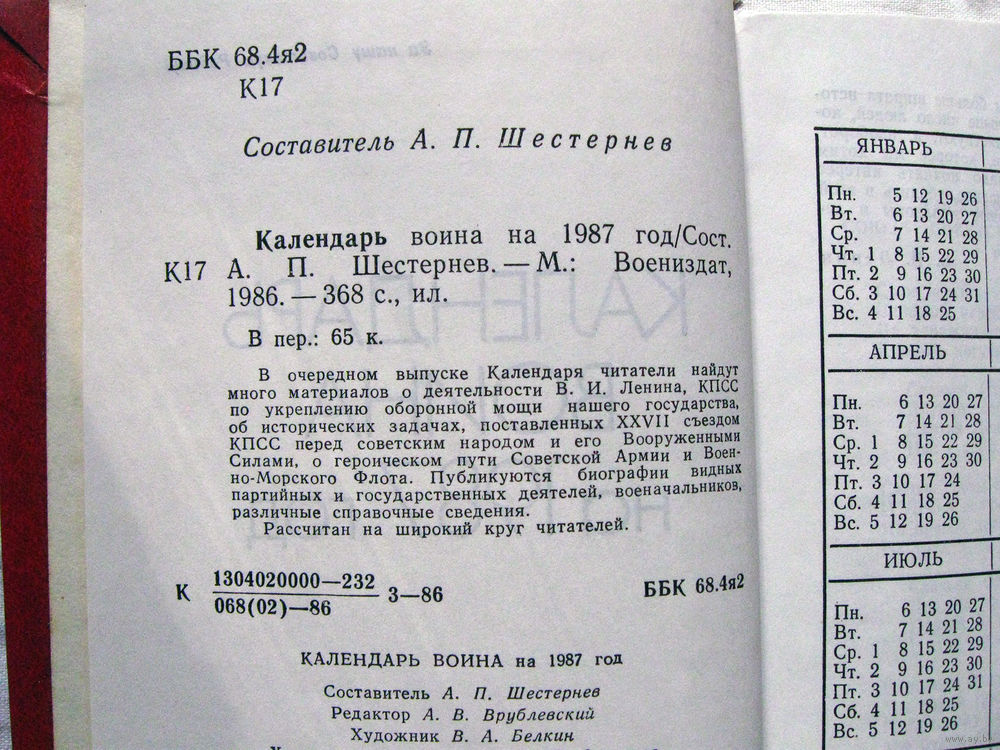 ББК 68.4я2
К17
Составитель А. П. Шестернев
Календарь воина на 1987 год/Сост.
К17 А. П. Шестернев. — М.: Воениздат,
1986. — 368 с., ил.
В пер.: 65 к.
В очередном выпуске Календаря читатели найдут
много материалов о деятельности В. И. Ленина, КПСС
по укреплению оборонной мощи нашего государства,
об исторических задачах, поставленных XXVII съездом
КПСС перед советским народом и его Вооруженными
Силами, о героическом пути Советской Армии и Воен-
но-Морского Флота. Публикуются биографии видных
партийных и государственных деятелей, военачальников,
различные справочные сведения.
Рассчитан на широкий круг читателей.
К 1304020000—232
068(02)—86 3—86 ББК 68.4я2
КАЛЕНДАРЬ ВОИНА на 1987 год
Составитель А. П. Шестернев
Редактор А. В. Врублевский
Художник В. А. Белкин
ЯНВАРЬ
Пн. 5 12 19 26
Вт. 6 13 20 27
Ср. 7 14 21 28
Чт. 1 8 15 22 29
Пт. 2 9 16 23 30
Сб. 3 10 17 24 31
Вс. 4 11 18 25
АПРЕЛЬ
Пн. 6 13 20 27
Вт. 7 14 21 28
Ср. 1 8 15 22 29
Чт. 2 9 16 23 30
Пт. 3 10 17 24
Сб. 4 11 18 25
Вс. 5 12 19 26
ИЮЛЬ
Пн. 6 13 20 27
Вт. 7 14 21 28
Ср. 1 8 15 22 29
Чт. 2 9 16 23 30
Пт. 3 10 17 24 31
Сб. 4 11 18 25
Вс. 5 12 19 26
www.ay.by